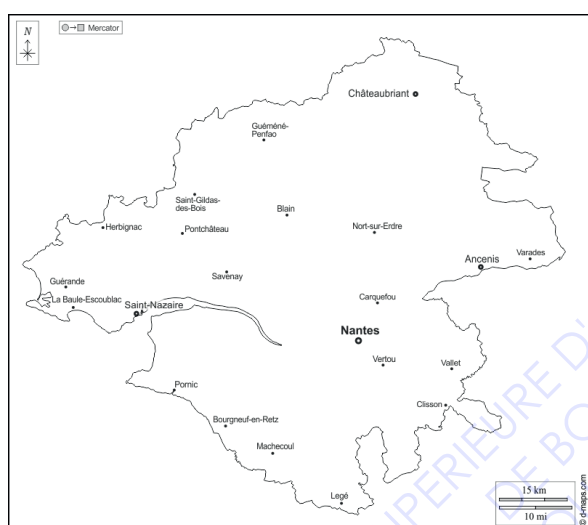 N
Mercator
Châteaubriant
Guéméné-
Penfao
Saint-Gildas-
des-Bois
Blain
Herbignac
Pontchâteau
Nort-sur-Erdre
Ancenis
Varades
Savenay
Guérande
La Baule-Escoublac
Saint-Nazaire
Carquefou
Nantes
Vertou
Vallet
Pornic
Clisson
Bourgneuf-en-Retz
Machecoul
Legé
15 km
10 mi
© d-maps.com